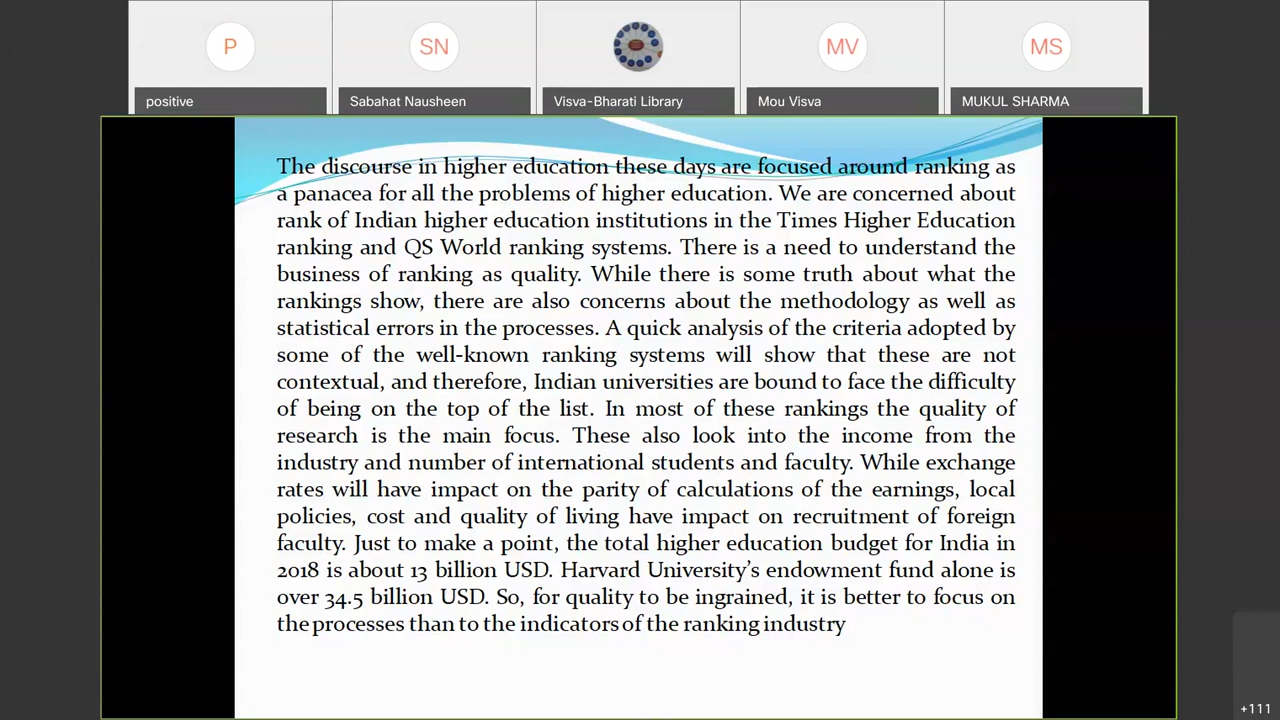 P
SN
MV
MS
positive
Sabahat Nausheen
Visva-Bharati Library
Mou Visva
MUKUL SHARMA
The discourse in higher education these days are focused around ranking as
a panacea for all the problems of higher education. We are concerned about
rank of Indian higher education institutions in the Times Higher Education
ranking and QS World ranking systems. There is a need to understand the
business of ranking as quality. While there is some truth about what the
rankings show, there are also concerns about the methodology as well as
statistical errors in the processes. A quick analysis of the criteria adopted by
some of the well-known ranking systems will show that these are not
contextual, and therefore, Indian universities are bound to face the difficulty
of being on the top of the list. In most of these rankings the quality of
research is the main focus. These also look into the income from the
industry and number of international students and faculty. While exchange
rates will have impact on the parity of calculations of the earnings, local
policies, cost and quality of living have impact on recruitment of foreign
faculty. Just to make a point, the total higher education budget for India in
2018 is about 13 billion USD. Harvard University's endowment fund alone is
over 34.5 billion USD. So, for quality to be ingrained, it is better to focus on
the processes than to the indicators of the ranking industry
+111